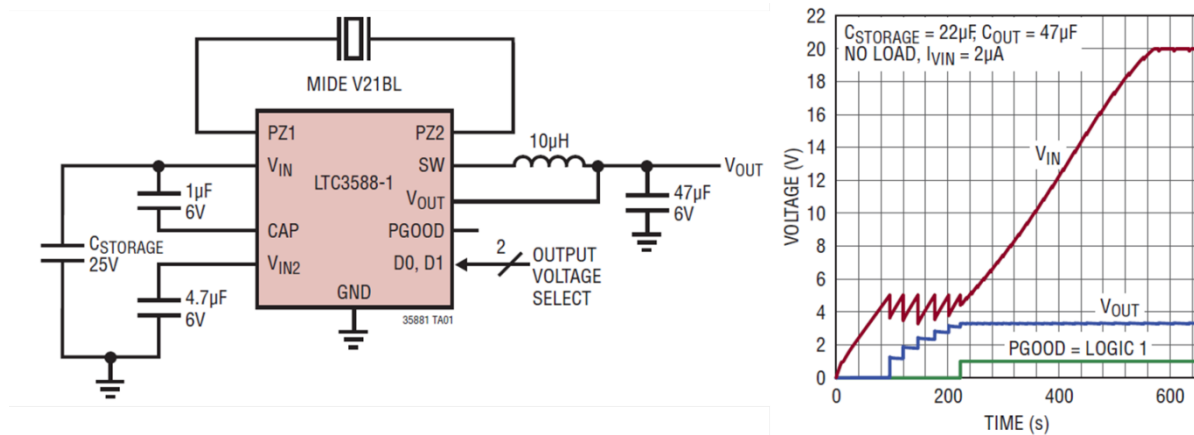 MIDE V21BL
PZ1
PZ2
VIN
SW
LTC3588-1
VOUT
CAP
PGOOD
VIN2
D0, D1
GND
35881 TA01
1µF
6V
CSTORAGE
25V
4.7µF
6V
10µH
VOUT
47µF
6V
2
OUTPUT
VOLTAGE
SELECT
CSTORAGE = 22µF, COUT = 47µF
NO LOAD, IVIN = 2µA
VIN
VOUT
PGOOD = LOGIC 1
VOLTAGE (V)
22
20
18
16
14
12
10
8
6
4
2
0
0
200
400
600
TIME (s)